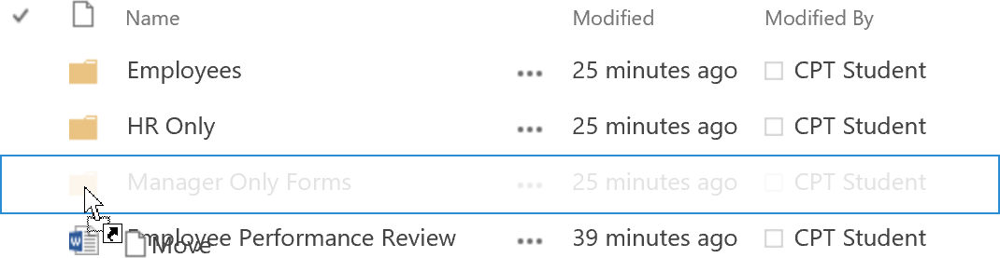 Name Modified Modified By
Employees ... 25 minutes ago CPT Student
HR Only ... 25 minutes ago CPT Student
Manager Only Forms ... 25 minutes ago CPT Student
Employee Performance Review ... 39 minutes ago CPT Student
Move